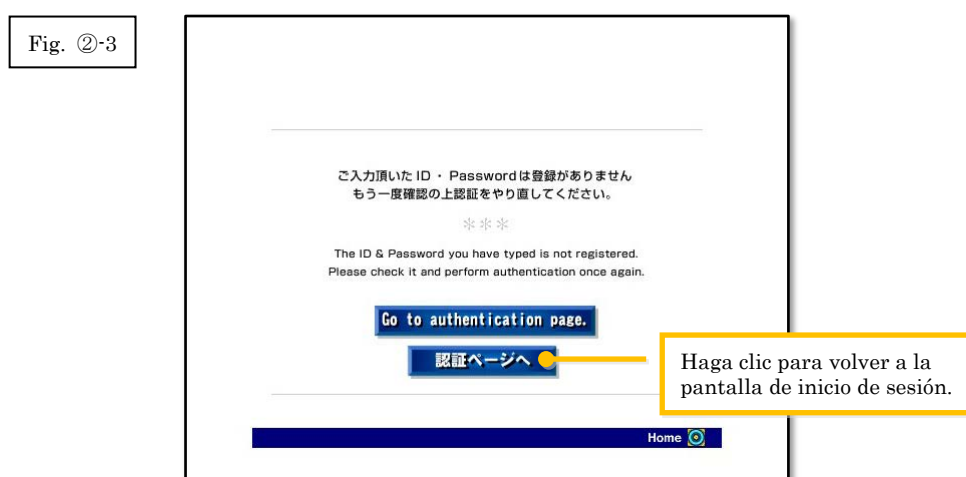 Fig. ②-3
ご入力頂いた ID ・ Passwordは登録がありません
もう一度確認の上認証をやり直してください。
＊＊＊
The ID & Password you have typed is not registered.
Please check it and perform authentication once again.
Go to authentication page.
認証ページへ
Haga clic para volver a la
pantalla de inicio de sesión.
Home